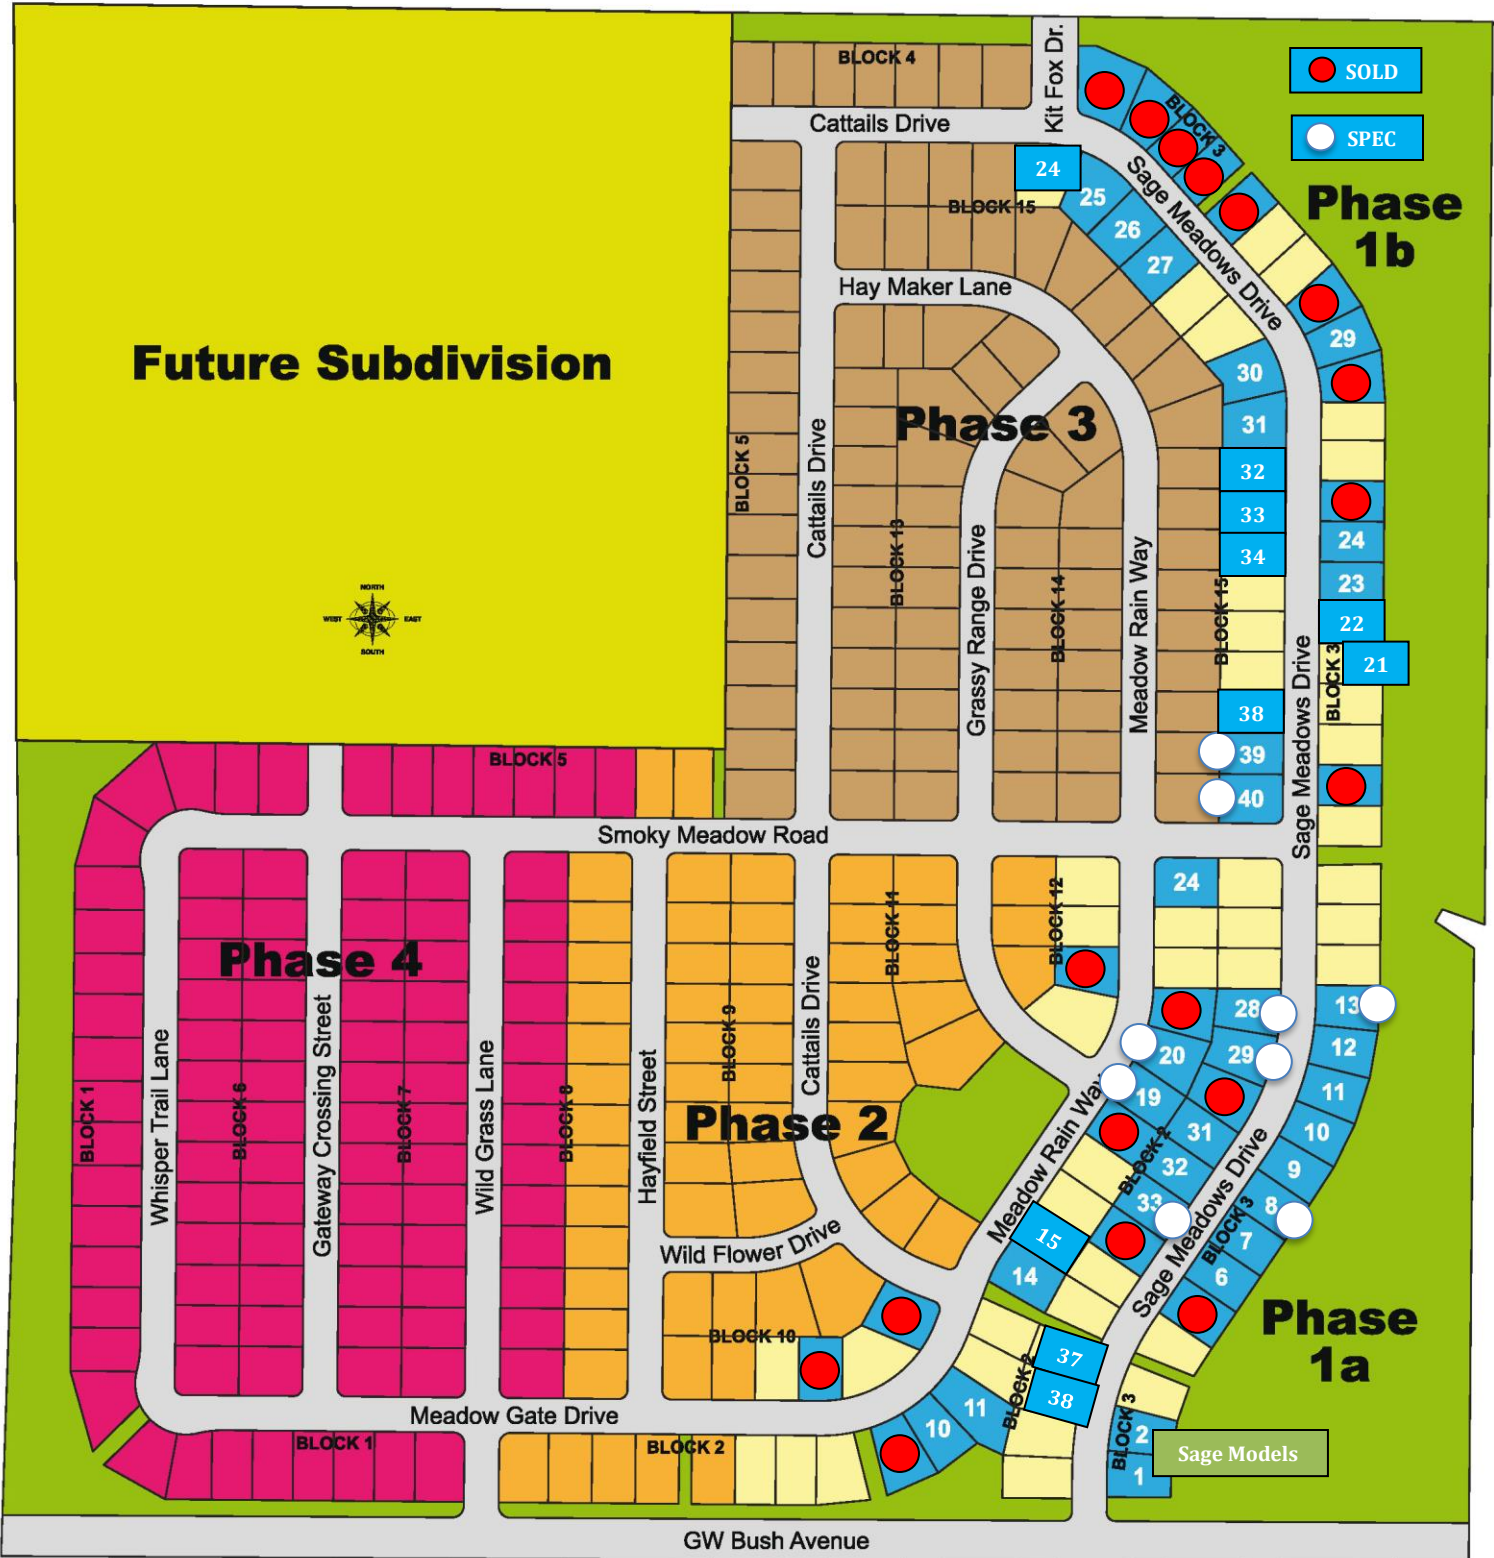 BLOCK 4
Kit Fox Dr.
SOLD
SPEC
Cattails Drive
BLOCK 3
Sage Meadows Drive
24
25
26
27
BLOCK 15
Phase
1b
Hay Maker Lane
29
30
31
32
33
34
Future Subdivision
Phase 3
BLOCK 5
Cattails Drive
BLOCK 13
Grassy Range Drive
BLOCK 14
Meadow Rain Way
BLOCK 15
24
23
22
21
BLOCK 3
Sage Meadows Drive
38
39
40
NORTH
WEST
EAST
SOUTH
BLOCK 5
Smoky Meadow Road
24
BLOCK 12
BLOCK 11
Phase 4
Cattails Drive
BLOCK 9
28
13
20
29
12
19
11
31
10
32
9
33
8
7
6
BLOCK 2
BLOCK 3
Sage Meadows Drive
Meadow Rain Way
BLOCK 1
Whisper Trail Lane
BLOCK 6
Gateway Crossing Street
BLOCK 7
Wild Grass Lane
BLOCK 8
Hayfield Street
Phase 2
Wild Flower Drive
15
14
BLOCK 10
Phase
1a
37
38
BLOCK 2
11
10
BLOCK 3
2
1
Sage Models
Meadow Gate Drive
BLOCK 1
BLOCK 2
GW Bush Avenue